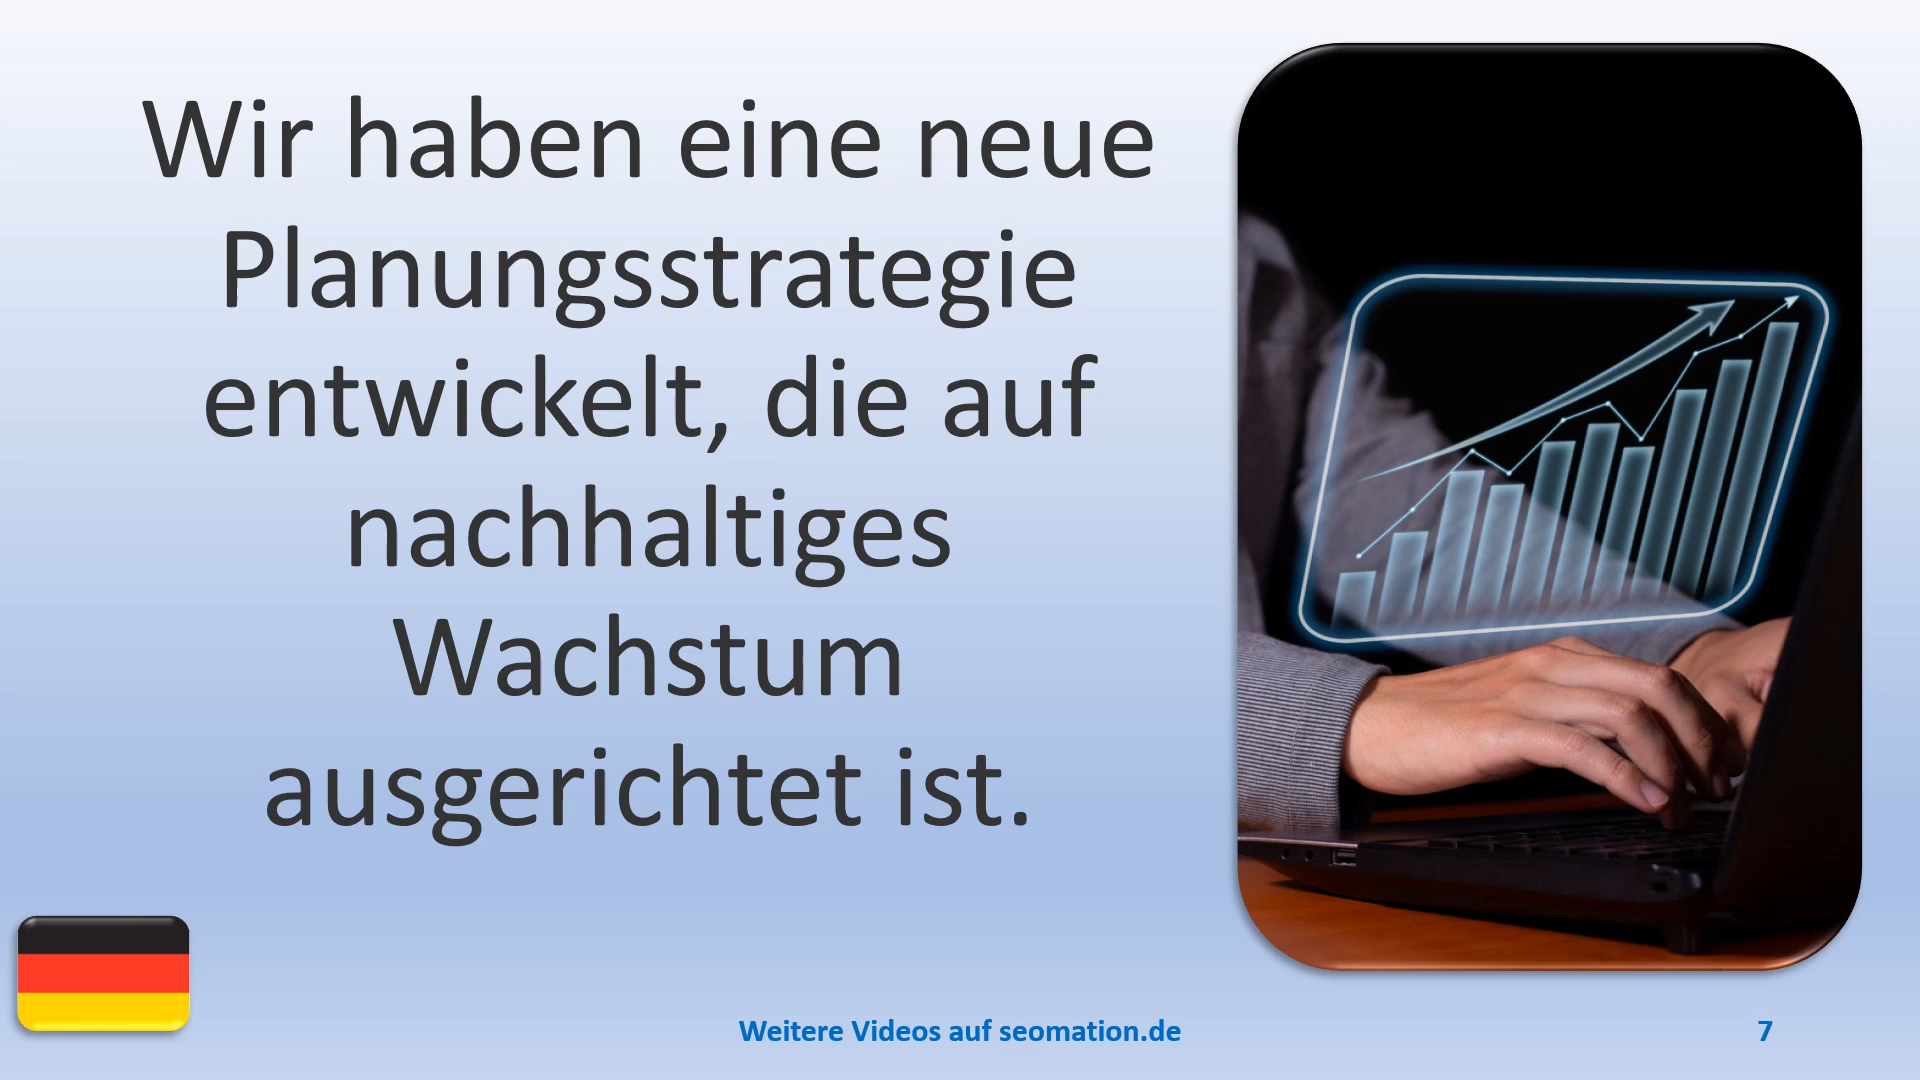 Wir haben eine neue
Planungsstrategie
entwickelt, die auf
nachhaltiges
Wachstum
ausgerichtet ist.
Weitere Videos auf seomation.de
7